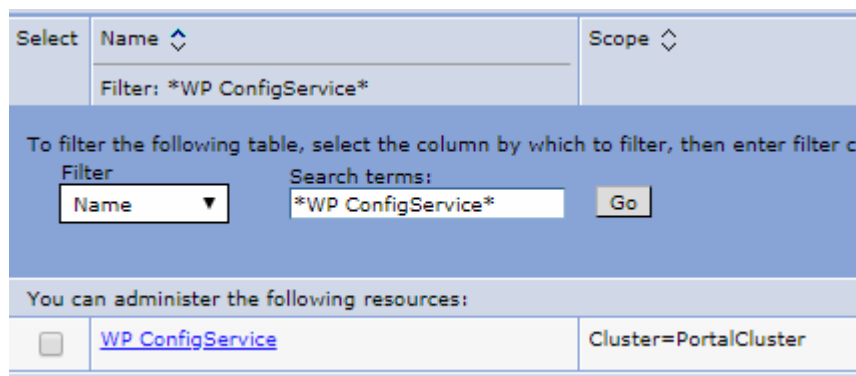 Select Name Scope
Filter: *WP ConfigService*
To filter the following table, select the column by which to filter, then enter filter
Filter Search terms:
Name *WP ConfigService* Go
You can administer the following resources:
WP ConfigService Cluster=PortalCluster